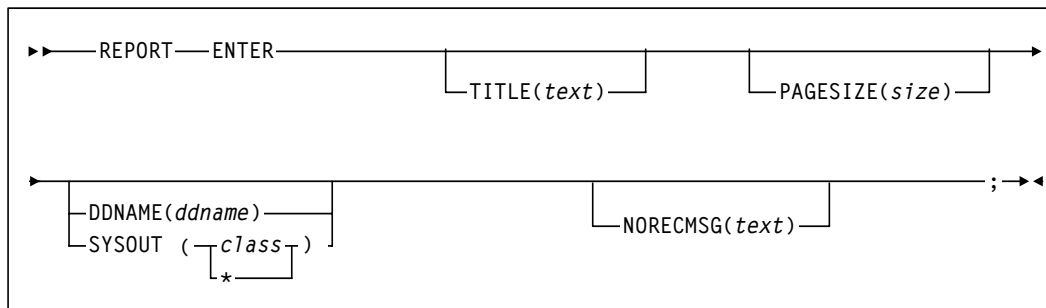 REPORT ENTER
TITLE(text) PAGESIZE(size)
;
DDNAME(ddname)
SYSOUT (class)
NORECMSG(text)
*